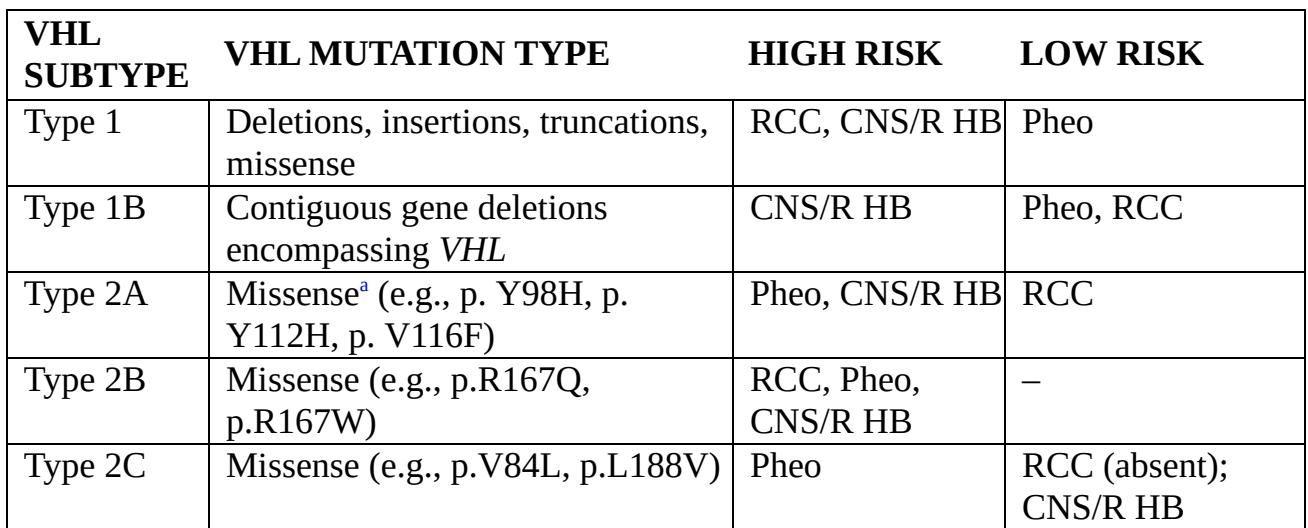 VHL
SUBTYPE
VHL MUTATION TYPE
HIGH RISK
LOW RISK
Type 1
Deletions, insertions, truncations,
missense
RCC, CNS/R HB
Pheo
Type 1B
Contiguous gene deletions
encompassing VHL
CNS/R HB
Pheo, RCC
Type 2A
Missenseᵃ (e.g., p. Y98H, p.
Y112H, p. V116F)
Pheo, CNS/R HB
RCC
Type 2B
Missense (e.g., p.R167Q,
p.R167W)
RCC, Pheo,
CNS/R HB
–
Type 2C
Missense (e.g., p.V84L, p.L188V)
Pheo
RCC (absent);
CNS/R HB